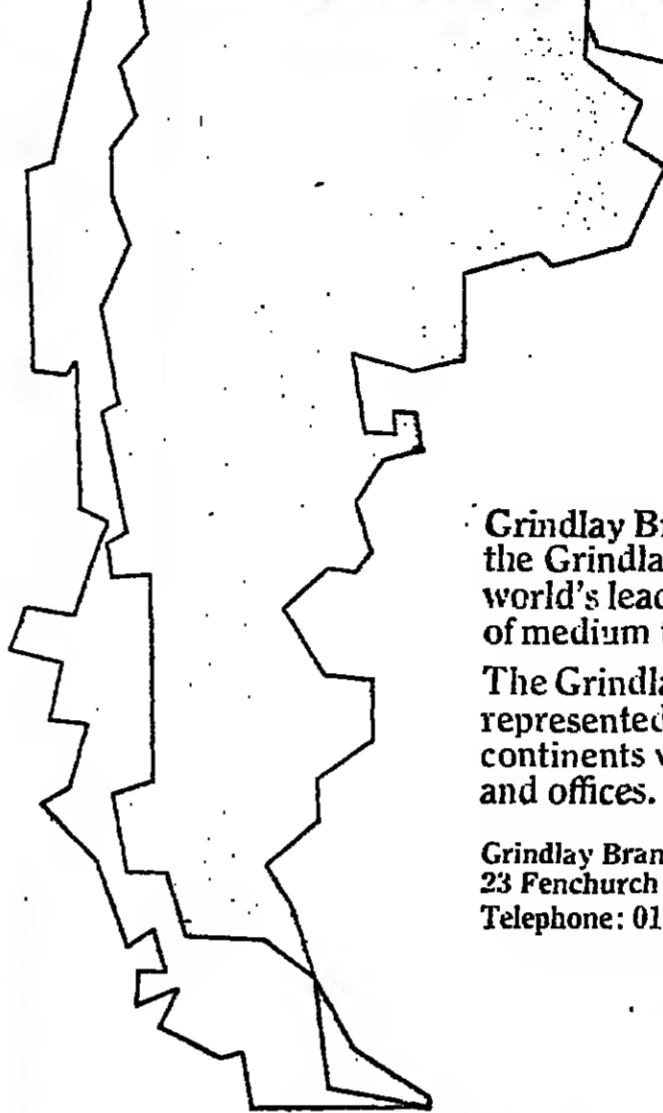 Grindlay B
the Grindla
world's lead
of medium
The Grindla
represented
continents
and offices.
Grindlay Bran
23 Fenchurch
Telephone: 01